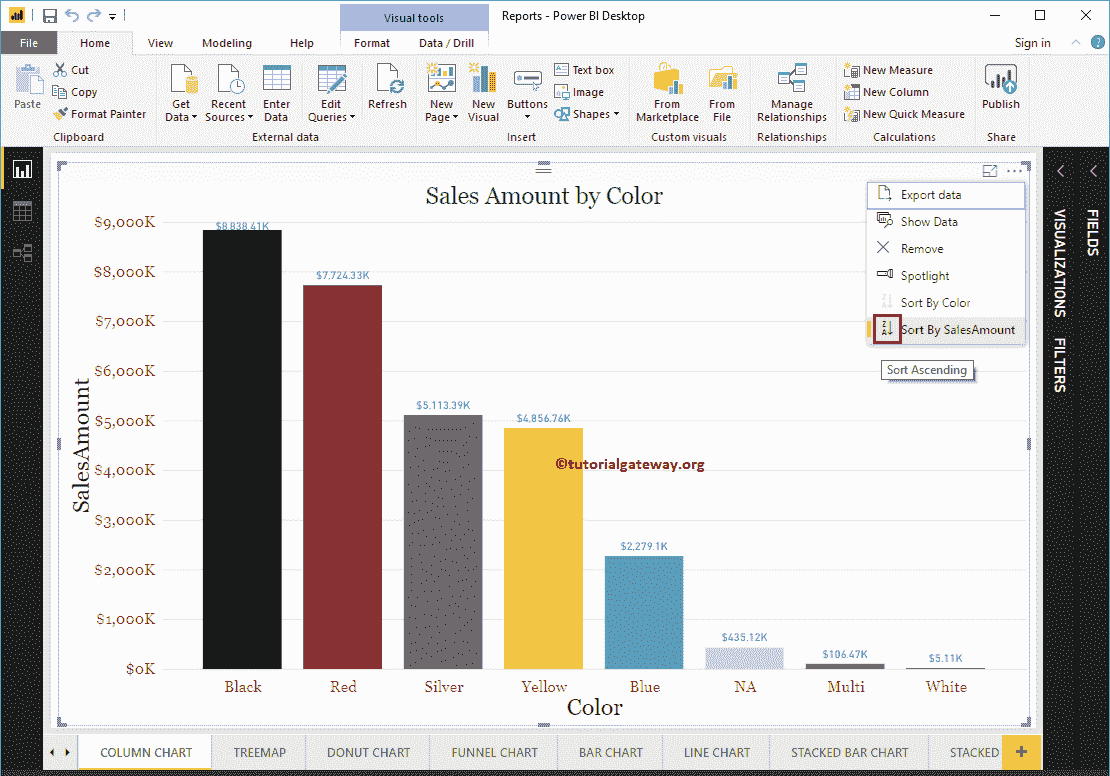 Visual tools
Reports - Power BI Desktop
File
Home
View
Modeling
Help
Format
Data / Drill
Sign in
?
Paste
Cut
Copy
Format Painter
Clipboard
Get Data
Recent Sources
Enter Data
Edit Queries
External data
Refresh
New Page
New Visual
Buttons
Text box
Image
Shapes
Insert
From Marketplace
From File
Custom visuals
Manage Relationships
Relationships
New Measure
New Column
New Quick Measure
Calculations
Publish
Share
Sales Amount by Color
Export data
Show Data
Remove
Spotlight
Sort By Color
Sort By SalesAmount
Sort Ascending
VISUALIZATIONS
FILTERS
FIELDS
SalesAmount
$9,000K
$8,000K
$7,000K
$6,000K
$5,000K
$4,000K
$3,000K
$2,000K
$1,000K
$0K
$8,838.41K
$7,724.33K
$5,113.39K
$4,856.76K
$2,279.1K
$435.12K
$106.47K
$5.11K
©tutorialgateway.org
Black
Red
Silver
Yellow
Blue
NA
Multi
White
Color
COLUMN CHART
TREEMAP
DONUT CHART
FUNNEL CHART
BAR CHART
LINE CHART
STACKED BAR CHART
STACKED
+